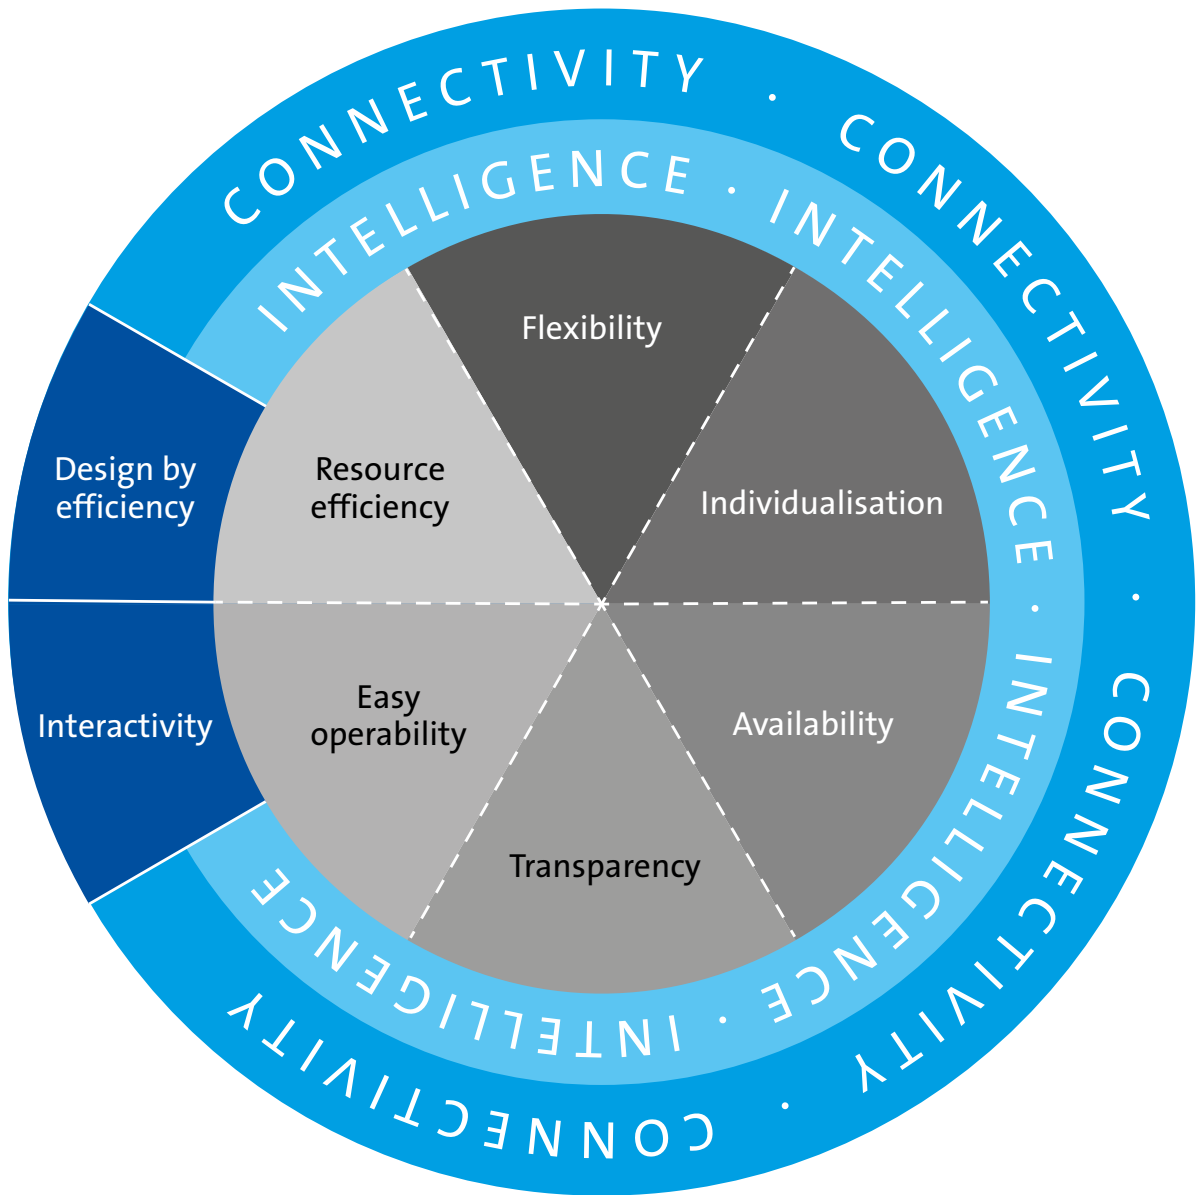 CONNECTIVITY · CONNECTIVITY · CONNECTIVITY · CONNECTIVITY
INTELLIGENCE · INTELLIGENCE · INTELLIGENCE · INTELLIGENCE
Flexibility
Individualisation
Availability
Transparency
Easy
operability
Resource
efficiency
Design by
efficiency
Interactivity